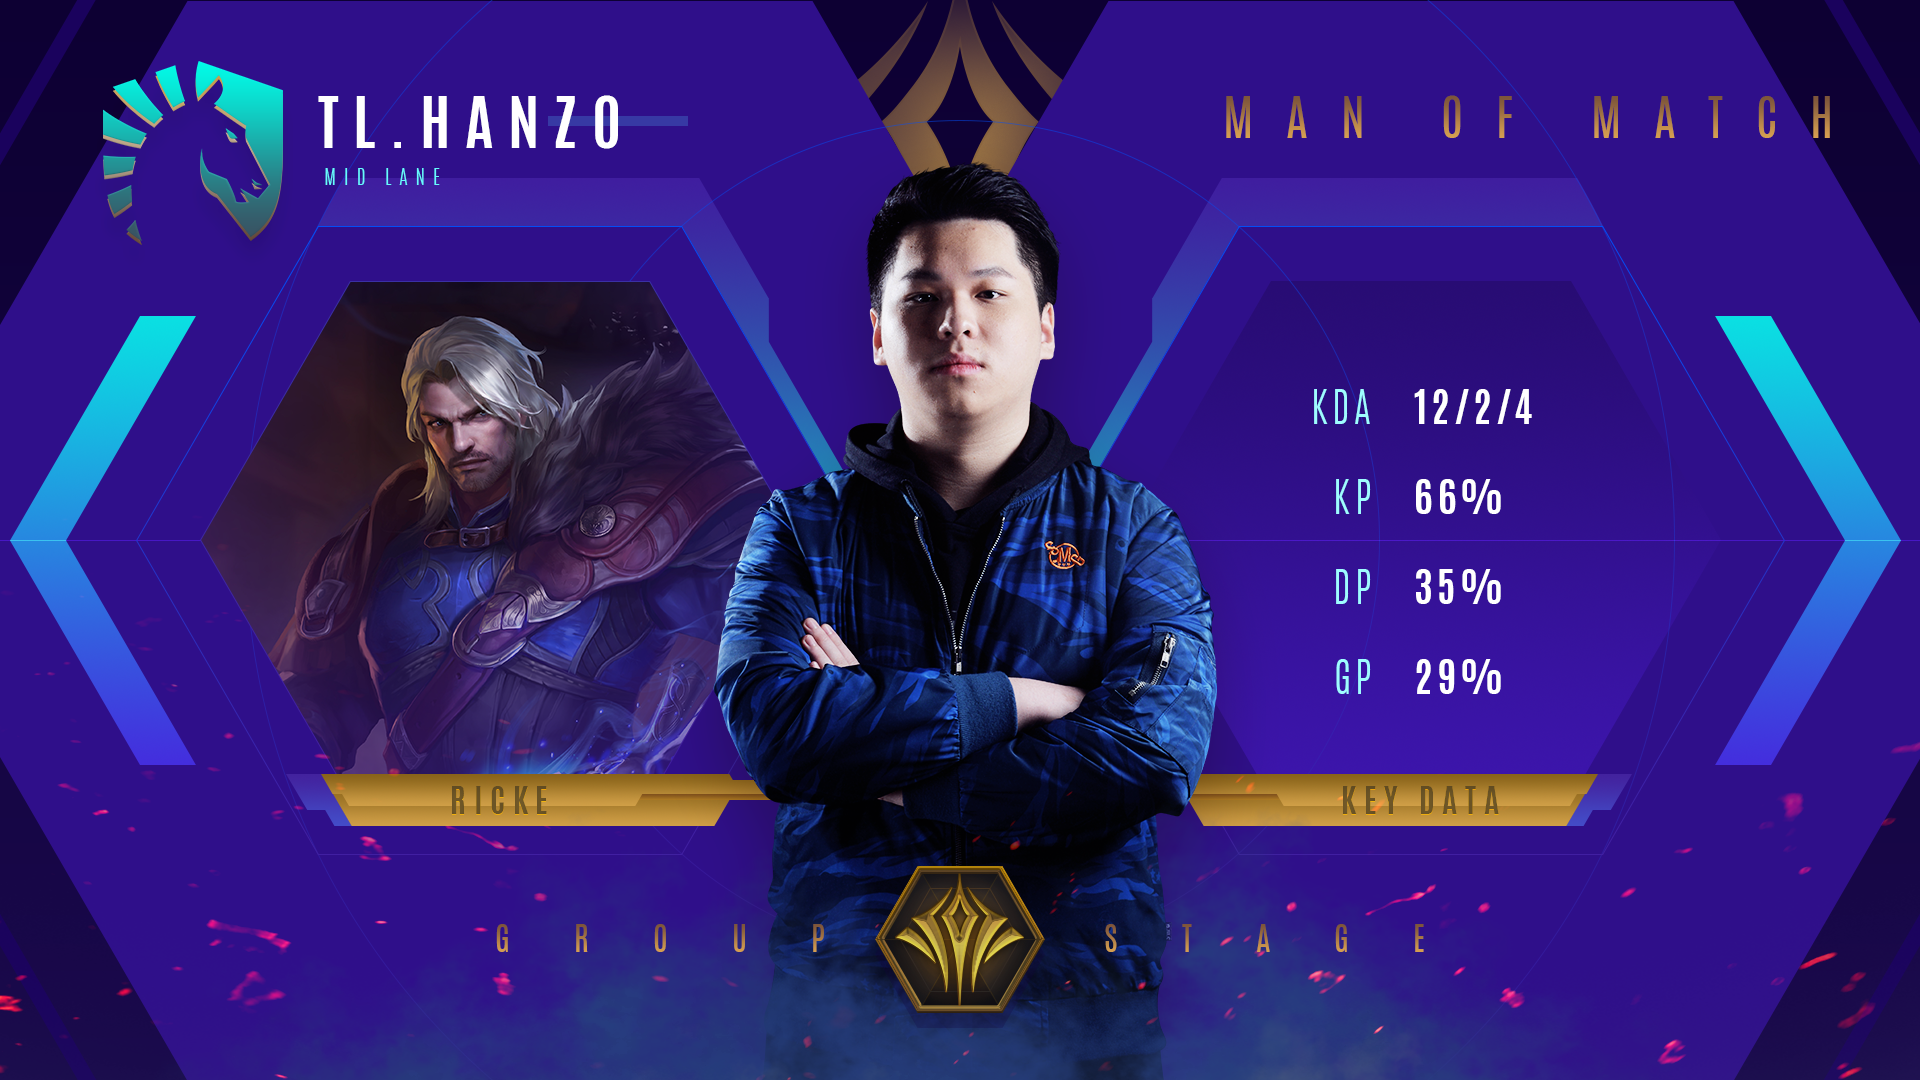 TL.HANZO
MID LANE
MAN OF MATCH
KDA 12/2/4
KP 66%
DP 35%
GP 29%
RICKE
KEY DATA
GROUP STAGE